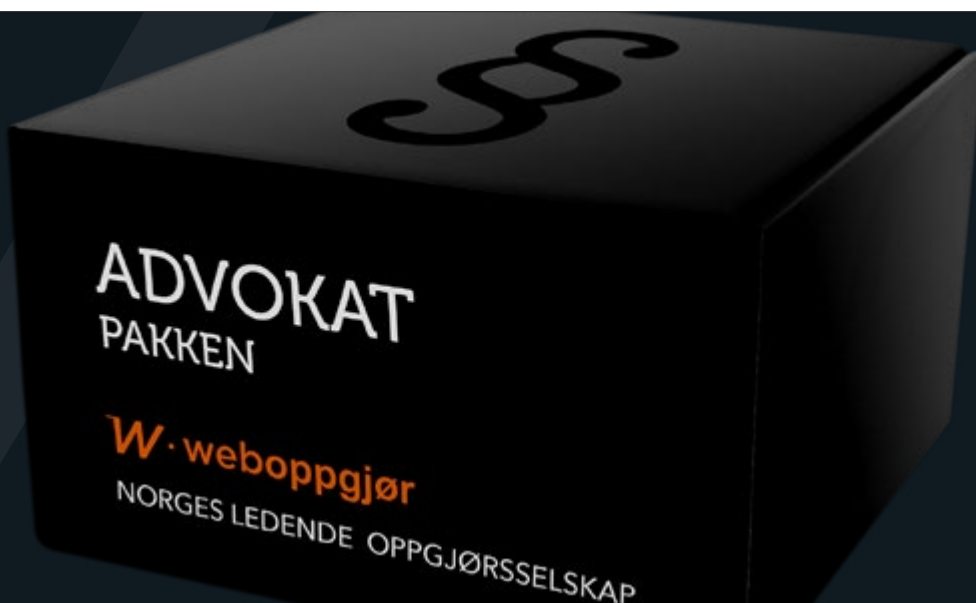 §
ADVOKAT
PAKKEN
W · weboppgjør
NORGES LEDENDE OPPGJØRSSELSKAP